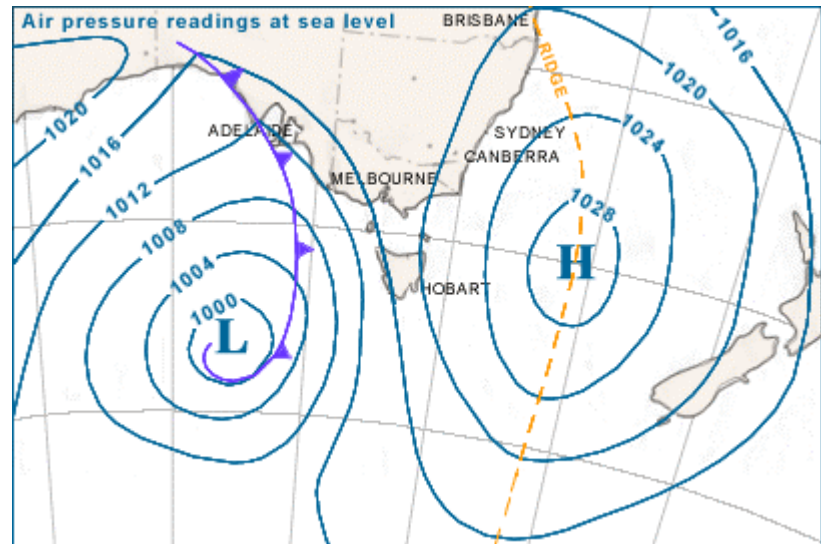 Air pressure readings at sea level
BRISBANE
1016
RIDGE
1020
1020
1024
ADELAIDE
SYDNEY
1016
CANBERRA
MELBOURNE
1012
1028
1008
1004
H
HOBART
1000
L